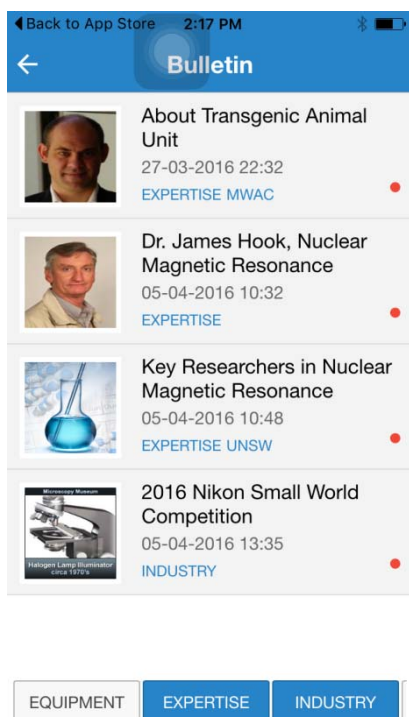 Back to App Store 2:17 PM
Bulletin
About Transgenic Animal
Unit
27-03-2016 22:32
EXPERTISE MWAC
Dr. James Hook, Nuclear
Magnetic Resonance
05-04-2016 10:32
EXPERTISE
Key Researchers in Nuclear
Magnetic Resonance
05-04-2016 10:48
EXPERTISE UNSW
Microscopy Museum
Halogen Lamp Illuminator
circa 1970's
2016 Nikon Small World
Competition
05-04-2016 13:35
INDUSTRY
EQUIPMENT EXPERTISE INDUSTRY